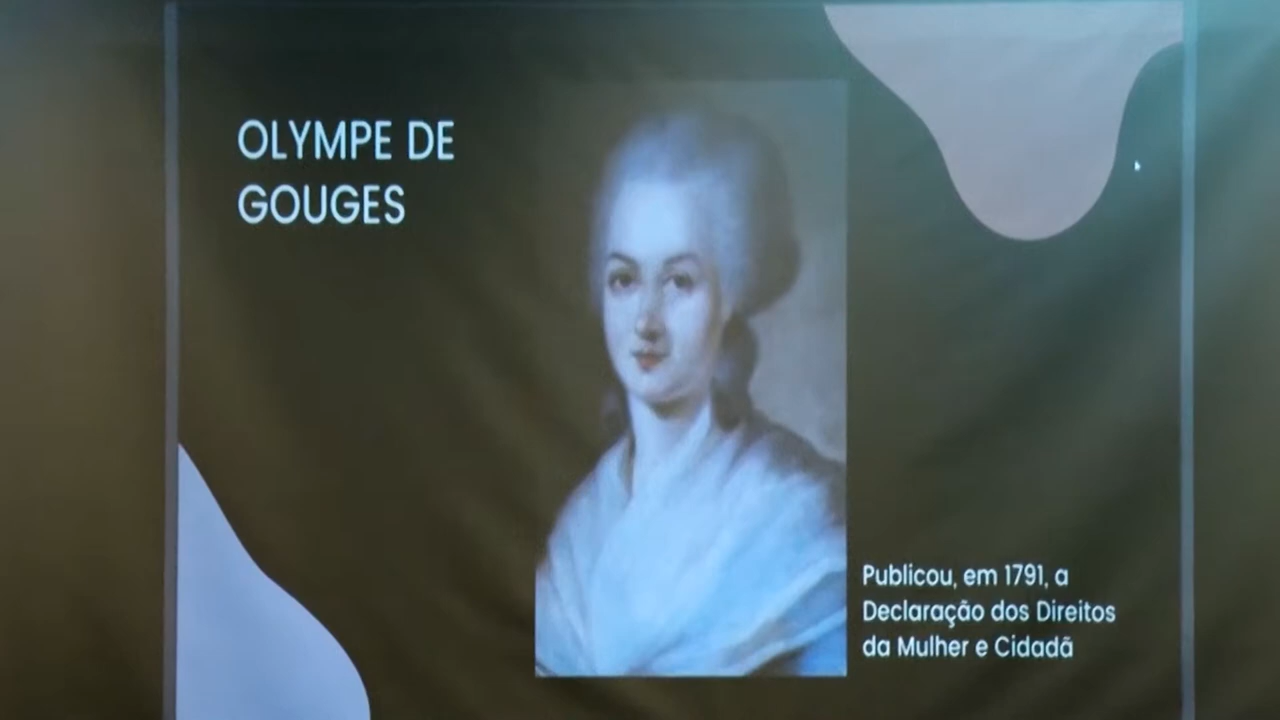 OLYMPE DE
GOUGES
Publicou, em 1791, a
Declaração dos Direitos
da Mulher e Cidadã